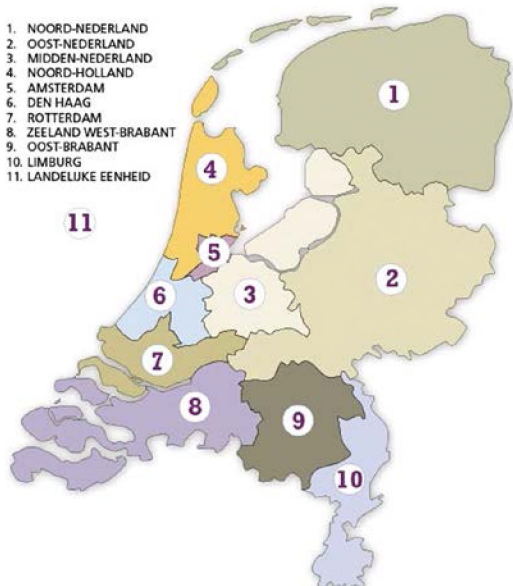 1. NOORD-NEDERLAND
2. OOST-NEDERLAND
3. MIDDEN-NEDERLAND
4. NOORD-HOLLAND
5. AMSTERDAM
6. DEN HAAG
7. ROTTERDAM
8. ZEELAND WEST-BRABANT
9. OOST-BRABANT
10. LIMBURG
11. LANDELIJKE EENHEID
1
4
11
5
2
6
3
7
8
9
10